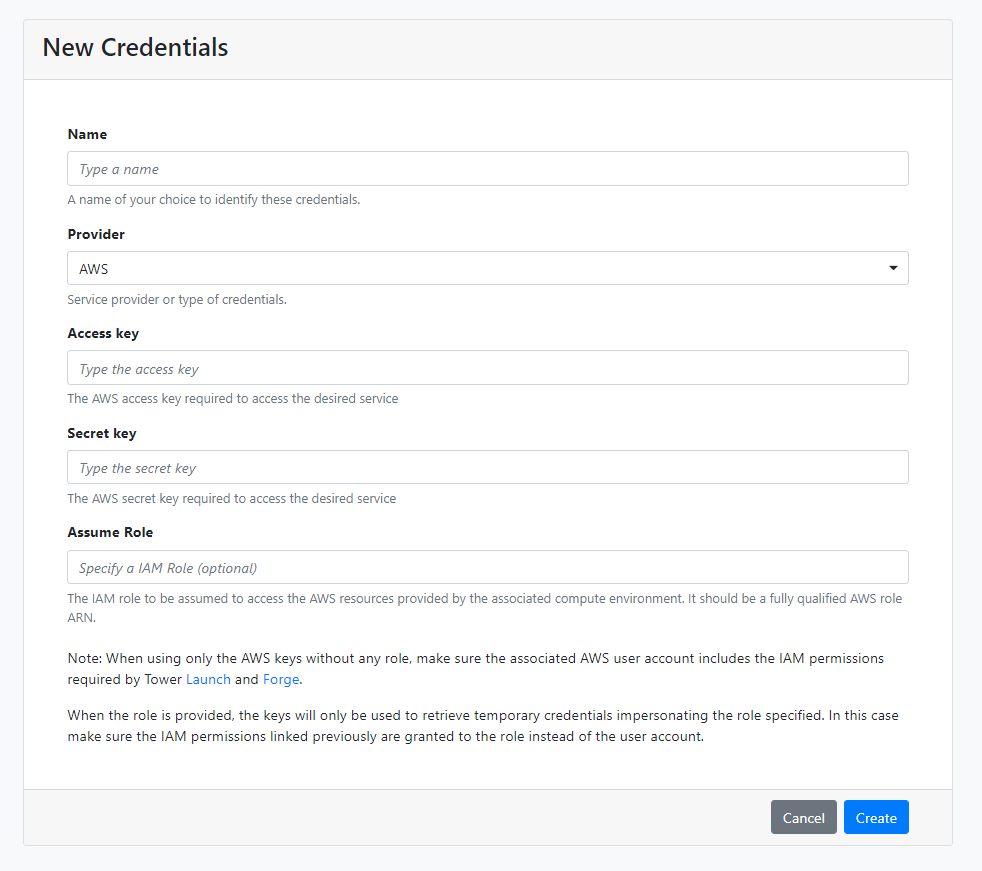 New Credentials
Name
Type a name
A name of your choice to identify these credentials.
Provider
AWS
Service provider or type of credentials.
Access key
Type the access key
The AWS access key required to access the desired service
Secret key
Type the secret key
The AWS secret key required to access the desired service
Assume Role
Specify a IAM Role (optional)
The IAM role to be assumed to access the AWS resources provided by the associated compute environment. It should be a fully qualified AWS role
ARN.
Note: When using only the AWS keys without any role, make sure the associated AWS user account includes the IAM permissions
required by Tower Launch and Forge.
When the role is provided, the keys will only be used to retrieve temporary credentials impersonating the role specified. In this case
make sure the IAM permissions linked previously are granted to the role instead of the user account.
Cancel Create